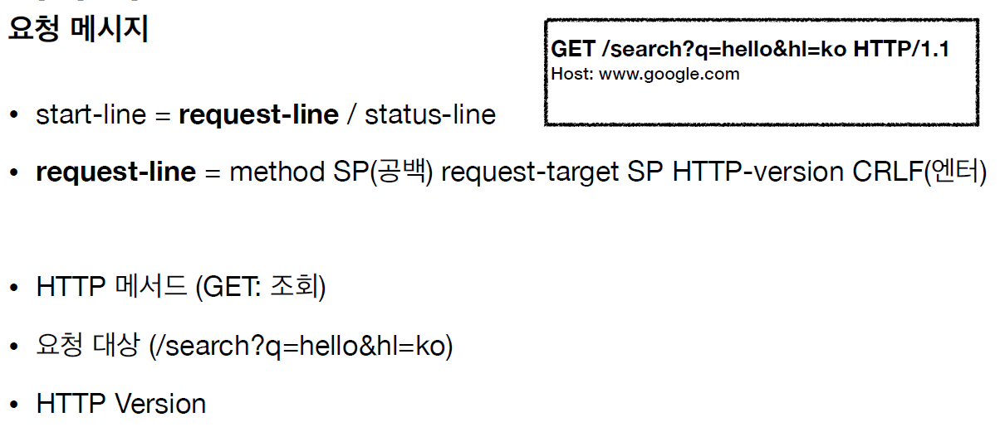 요청 메시지
GET /search?q=hello&hl=ko HTTP/1.1
Host: www.google.com
• start-line = request-line / status-line
• request-line = method SP(공백) request-target SP HTTP-version CRLF(엔터)
• HTTP 메서드 (GET: 조회)
• 요청 대상 (/search?q=hello&hl=ko)
• HTTP Version